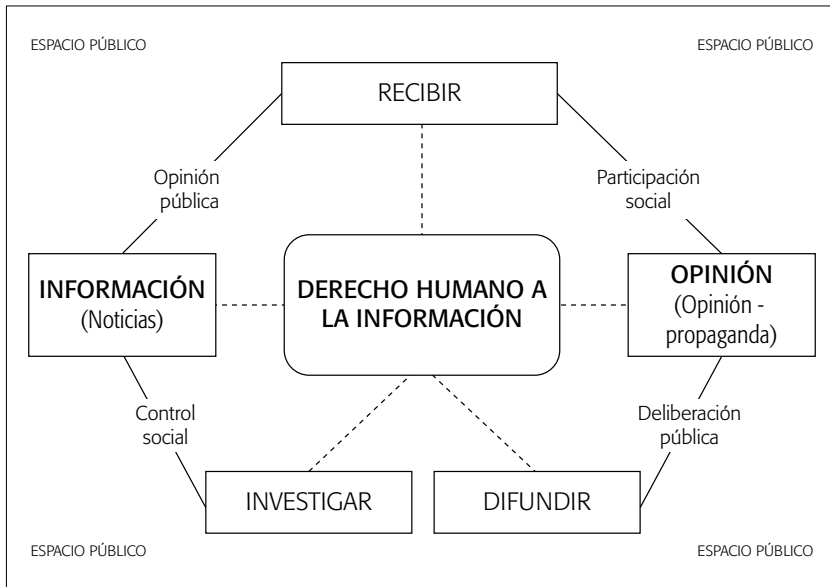 ESPACIO PÚBLICO
ESPACIO PÚBLICO
RECIBIR
Opinión
pública
Participación
social
INFORMACIÓN
(Noticias)
DERECHO HUMANO A
LA INFORMACIÓN
OPINIÓN
(Opinión -
propaganda)
Control
social
Deliberación
pública
INVESTIGAR
DIFUNDIR
ESPACIO PÚBLICO
ESPACIO PÚBLICO